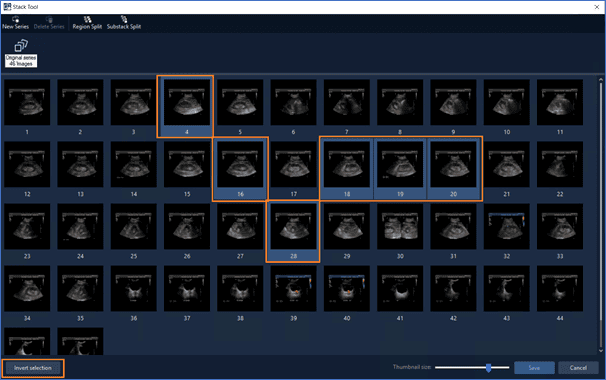 Stack Tool
New Series Delete Series Region Split Substack Split
Original series
46 Images
1 2 3 4 5 6 7 8 9 10 11
12 13 14 15 16 17 18 19 20 21 22
23 24 25 26 27 28 29 30 31 32 33
34 35 36 37 38 39 40 41 42 43 44
Invert selection Thumbnail size Save Cancel